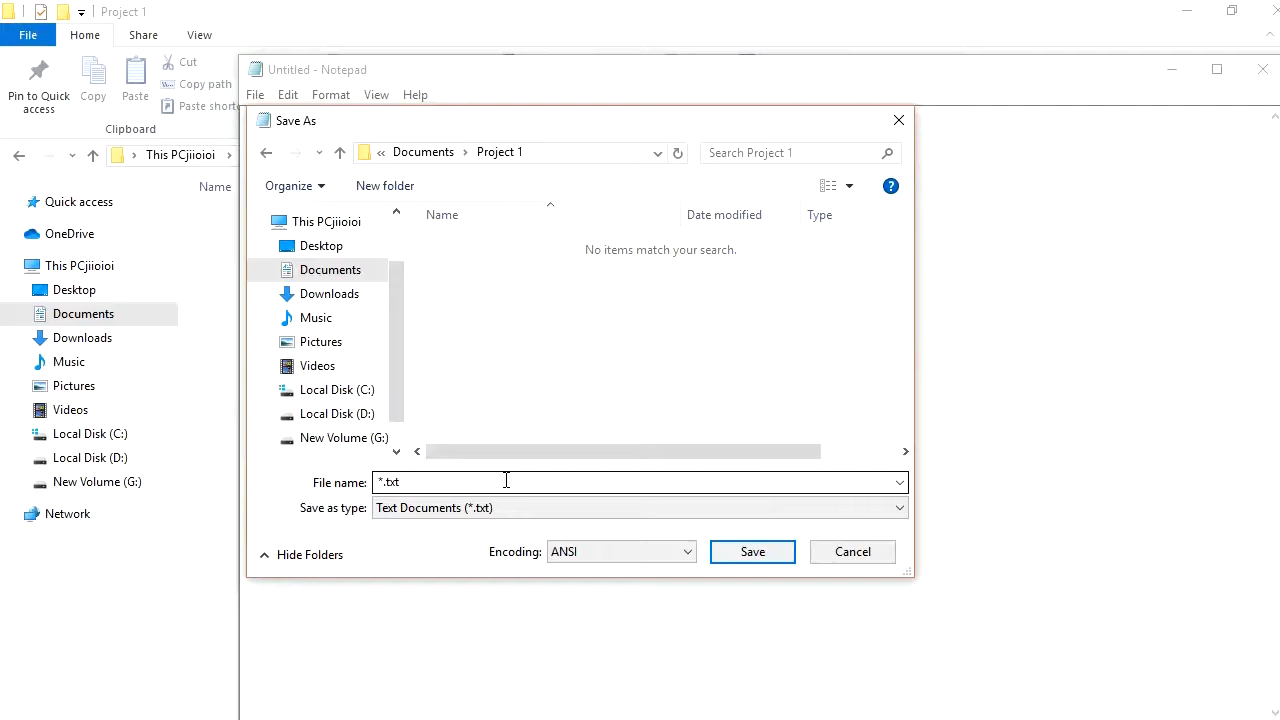 Project 1
File Home Share View
Pin to Quick access
Copy
Paste
Cut
Copy path
Paste shortc
Clipboard
This PCjiioioi
Name
Quick access
OneDrive
This PCjiioioi
Desktop
Documents
Downloads
Music
Pictures
Videos
Local Disk (C:)
Local Disk (D:)
New Volume (G:)
Network
Untitled - Notepad
File Edit Format View Help
Save As
« Documents Project 1
Search Project 1
Organize New folder
This PCjiioioi
Desktop
Documents
Downloads
Music
Pictures
Videos
Local Disk (C:)
Local Disk (D:)
New Volume (G:)
Name Date modified Type
No items match your search.
File name: *.txt
Save as type: Text Documents (*.txt)
Hide Folders
Encoding: ANSI
Save
Cancel